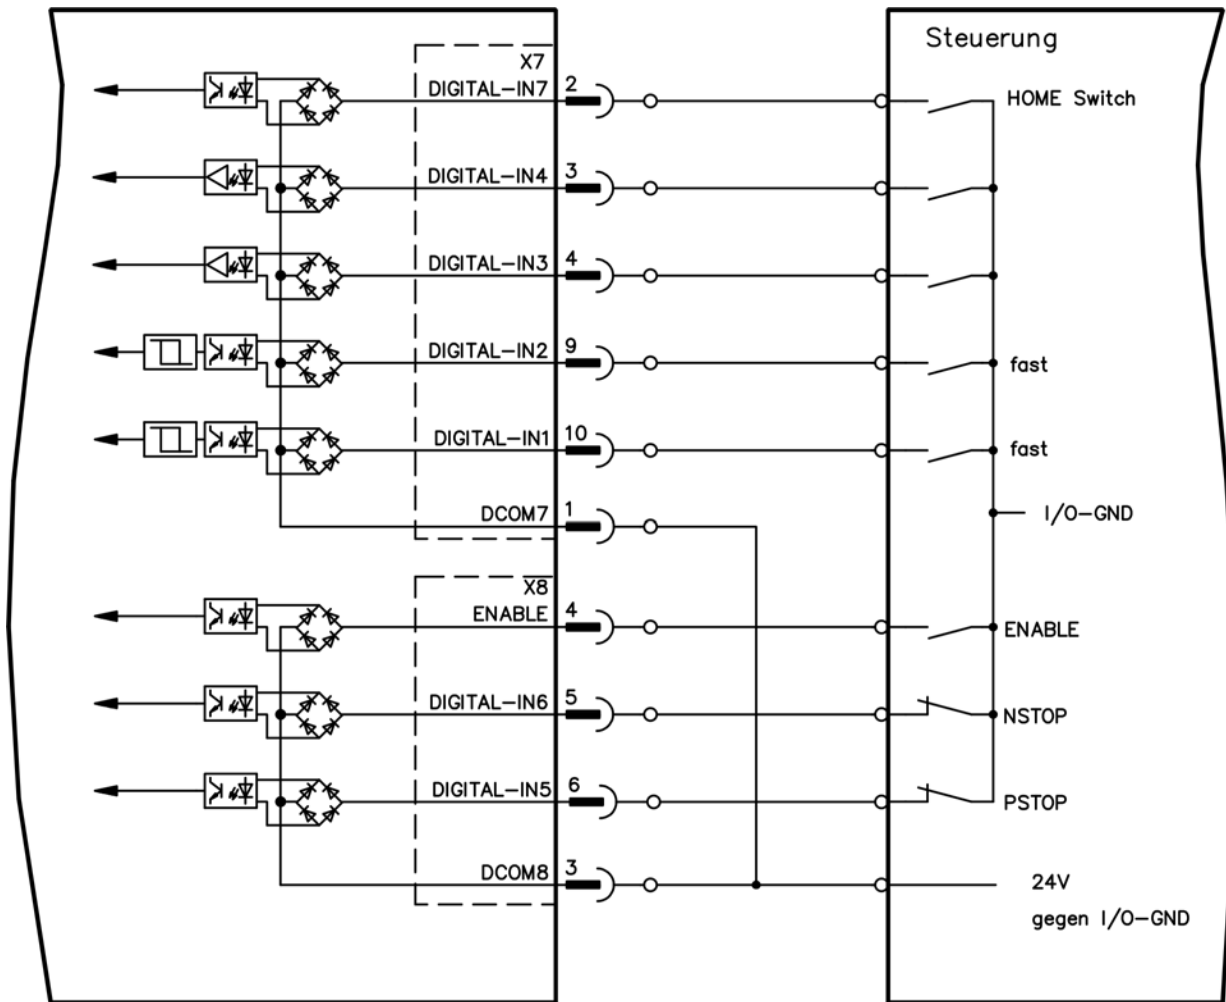 Steuerung
X7
DIGITAL-IN7 2 HOME Switch
DIGITAL-IN4 3
DIGITAL-IN3 4
DIGITAL-IN2 9 fast
DIGITAL-IN1 10 fast
DCOM7 1 I/O-GND
X8
ENABLE 4 ENABLE
DIGITAL-IN6 5 NSTOP
DIGITAL-IN5 6 PSTOP
DCOM8 3 24V
gegen I/O-GND